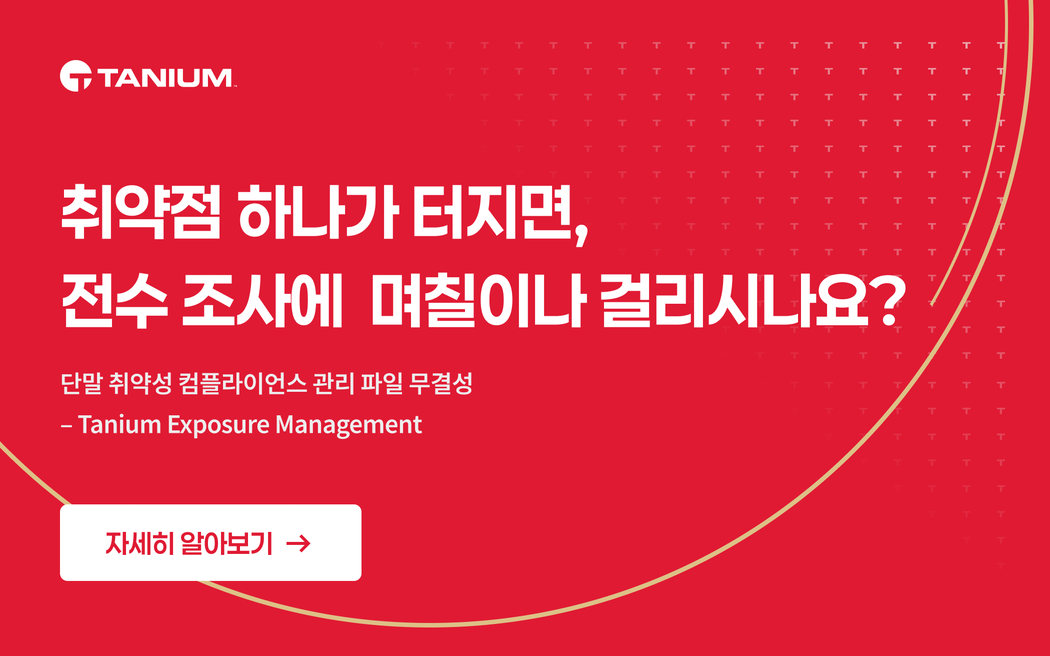 TANIUM
취약점 하나가 터지면,
전수 조사에 며칠이나 걸리시나요?
단말 취약성 컴플라이언스 관리 파일 무결성
– Tanium Exposure Management
자세히 알아보기 →